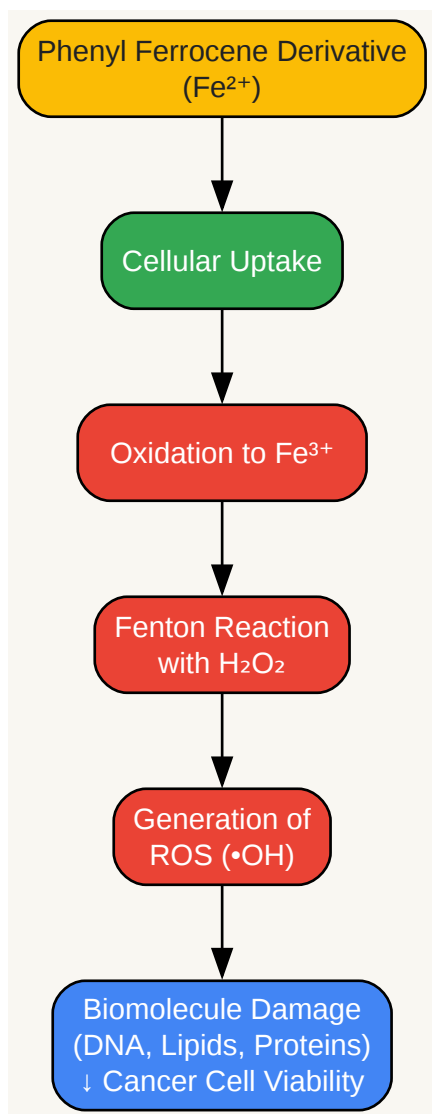 Phenyl Ferrocene Derivative
(Fe²⁺)
Cellular Uptake
Oxidation to Fe³⁺
Fenton Reaction
with H₂O₂
Generation of
ROS (•OH)
Biomolecule Damage
(DNA, Lipids, Proteins)
↓ Cancer Cell Viability